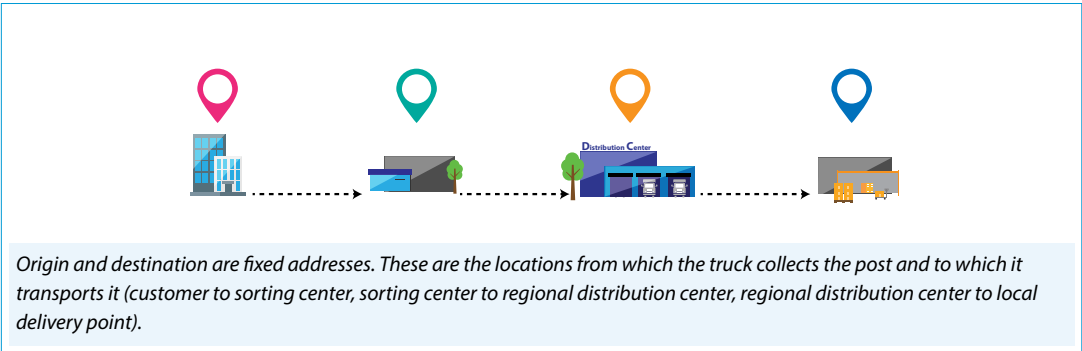 Distribution Center
Origin and destination are fixed addresses. These are the locations from which the truck collects the post and to which it
transports it (customer to sorting center, sorting center to regional distribution center, regional distribution center to local
delivery point).